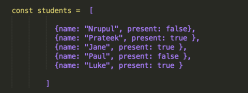 const students = [
{name: "Nrupul", present: false},
{name: "Prateek", present: true },
{name: "Jane", present: true },
{name: "Paul", present: false },
{name: "Luke", present: true }
]